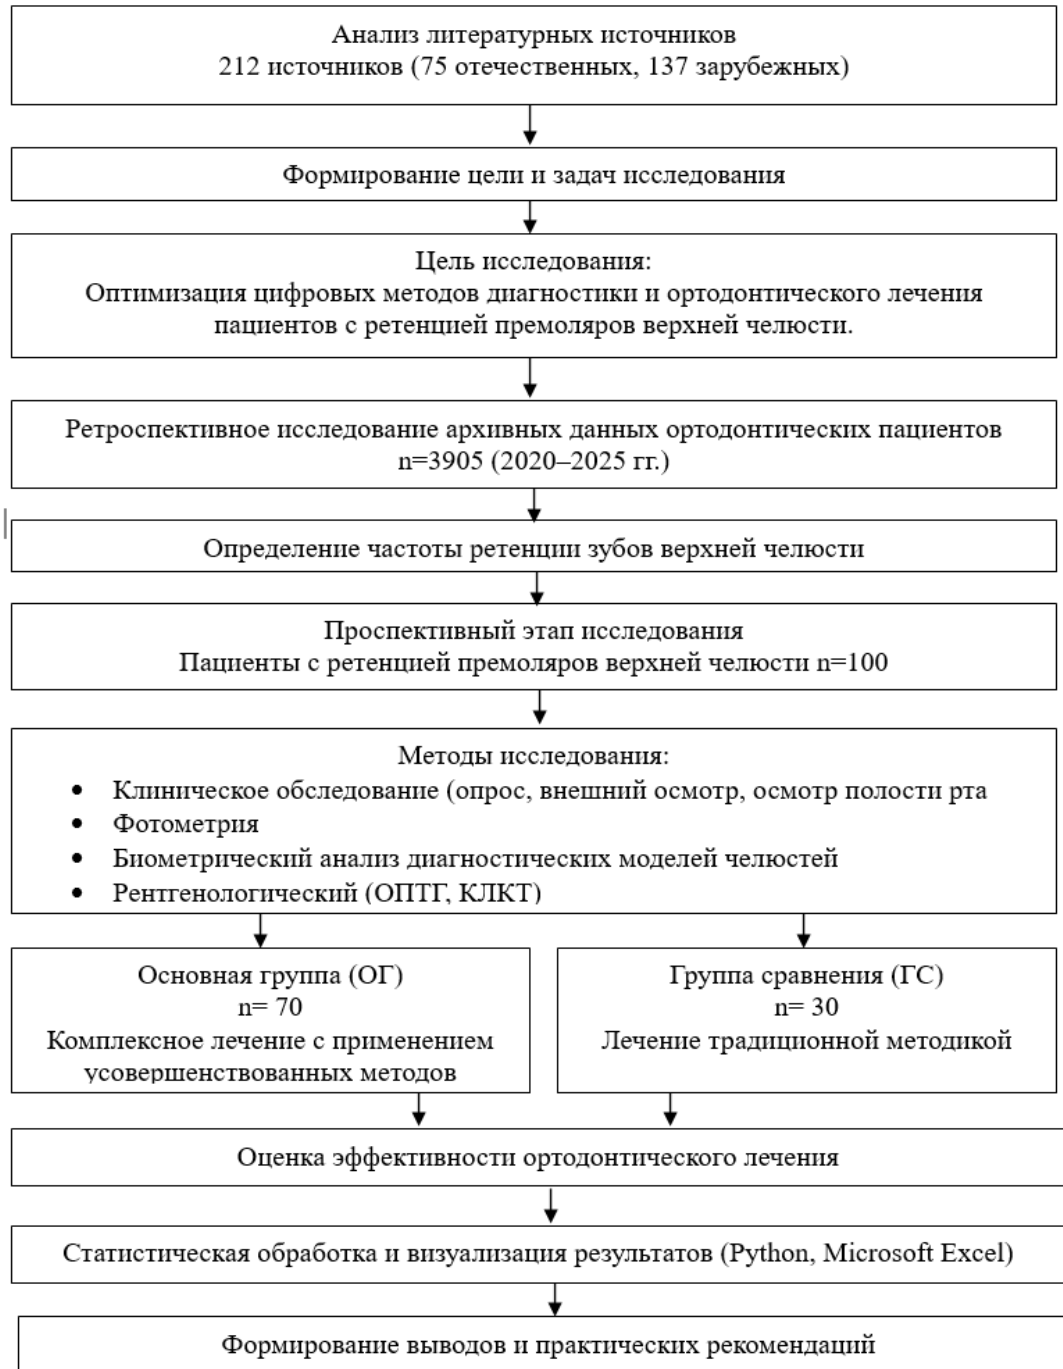 Анализ литературных источников
212 источников (75 отечественных, 137 зарубежных)
Формирование цели и задач исследования
Цель исследования:
Оптимизация цифровых методов диагностики и ортодонтического лечения
пациентов с ретенцией премоляров верхней челюсти.
Ретроспективное исследование архивных данных ортодонтических пациентов
n=3905 (2020–2025 гг.)
Определение частоты ретенции зубов верхней челюсти
Проспективный этап исследования
Пациенты с ретенцией премоляров верхней челюсти n=100
Методы исследования:
• Клиническое обследование (опрос, внешний осмотр, осмотр полости рта
• Фотометрия
• Биометрический анализ диагностических моделей челюстей
• Рентгенологический (ОПТГ, КЛКТ)
Основная группа (ОГ)
n= 70
Комплексное лечение с применением
усовершенствованных методов
Группа сравнения (ГС)
n= 30
Лечение традиционной методикой
Оценка эффективности ортодонтического лечения
Статистическая обработка и визуализация результатов (Python, Microsoft Excel)
Формирование выводов и практических рекомендаций